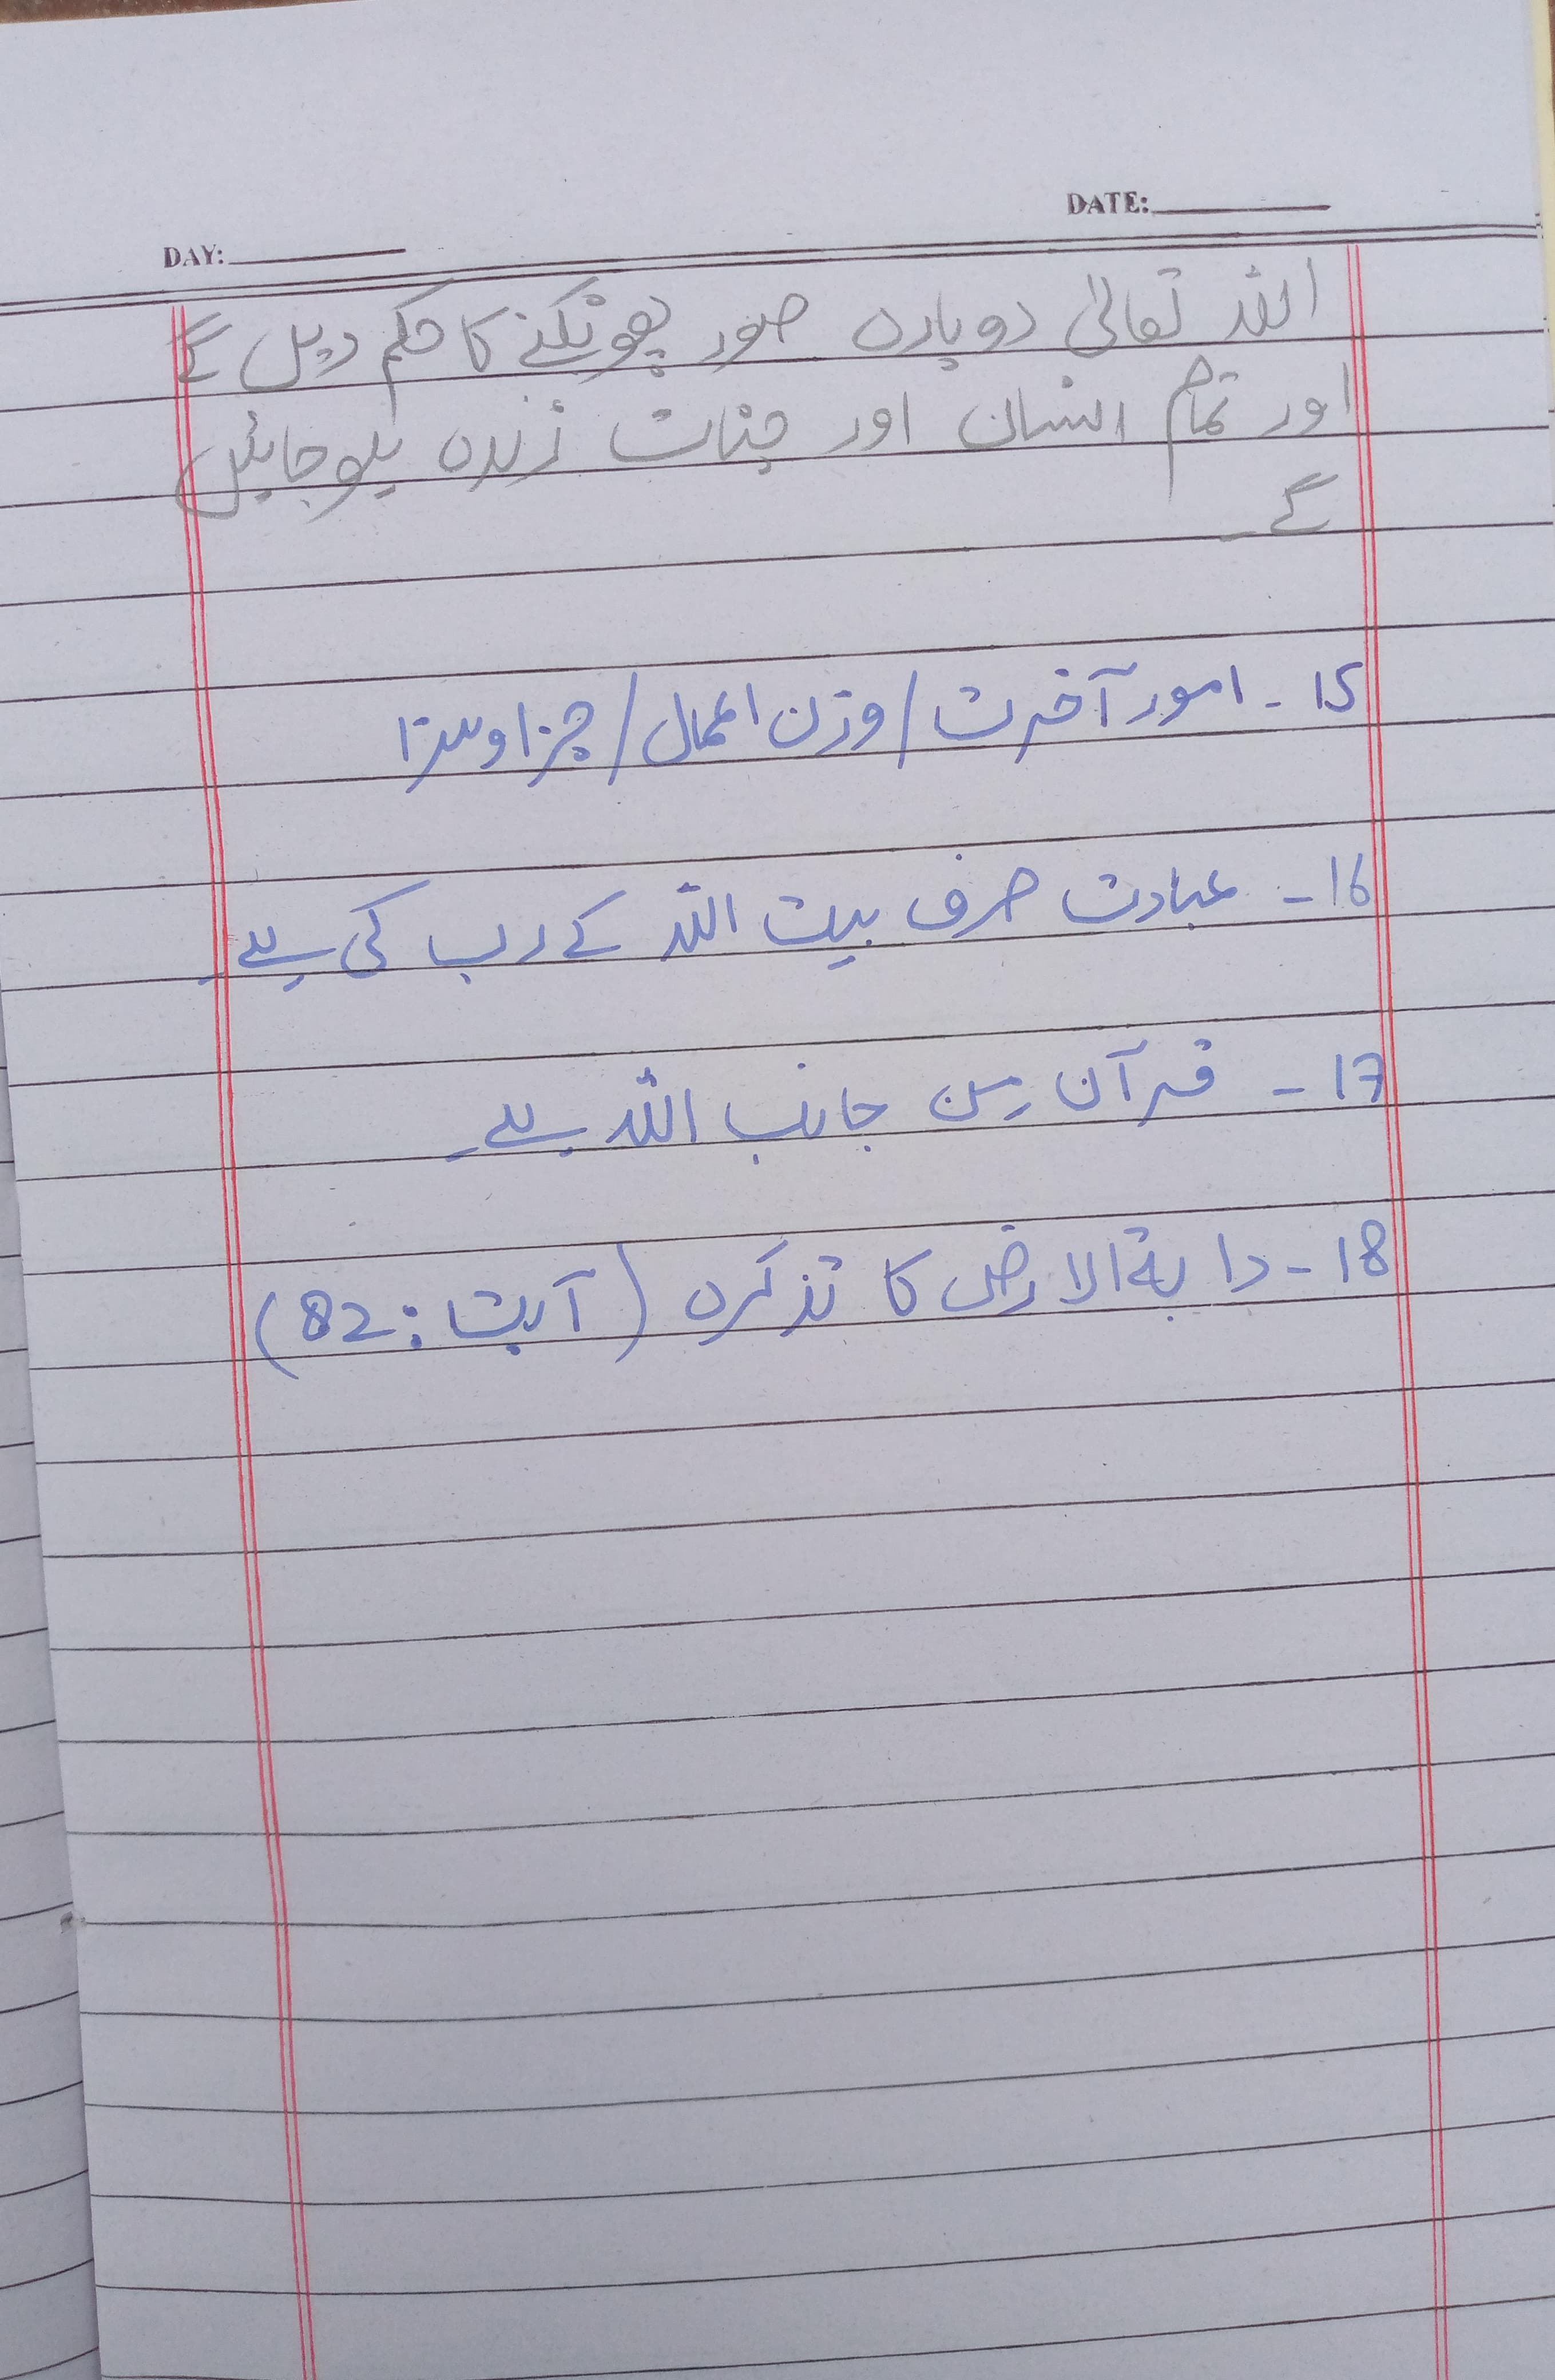 DATE:
DAY:
اللہ تعالیٰ دوبارہ صور پھونکنے کا حکم دیں گے
اور تمام انسان اور جنات زندہ ہو جائیں
گے۔
15 - امور آخرت / وزن اعمال / جزا و سزا
16 - عبادت صرف بیت اللہ کے رب کی ہے۔
17 - قرآن من جانب اللہ ہے۔
18 - دابۃ الارض کا تذکرہ (آیت: 82)